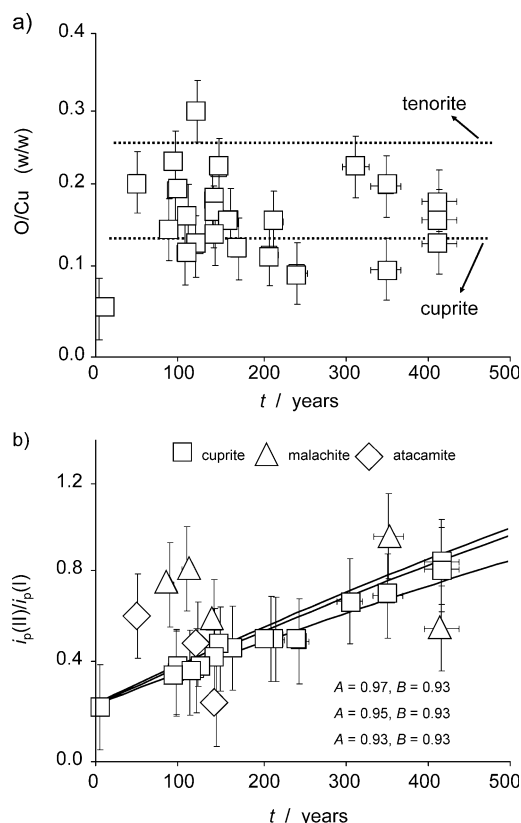 a)
0.4
0.3
0.2
0.1
0.0
O/Cu (w/w)
tenorite
cuprite
0 100 200 300 400 500
t / years
b)
cuprite malachite atacamite
1.2
0.8
0.4
0.0
ip(II)/ip(I)
A = 0.97, B = 0.93
A = 0.95, B = 0.93
A = 0.93, B = 0.93
0 100 200 300 400 500
t / years